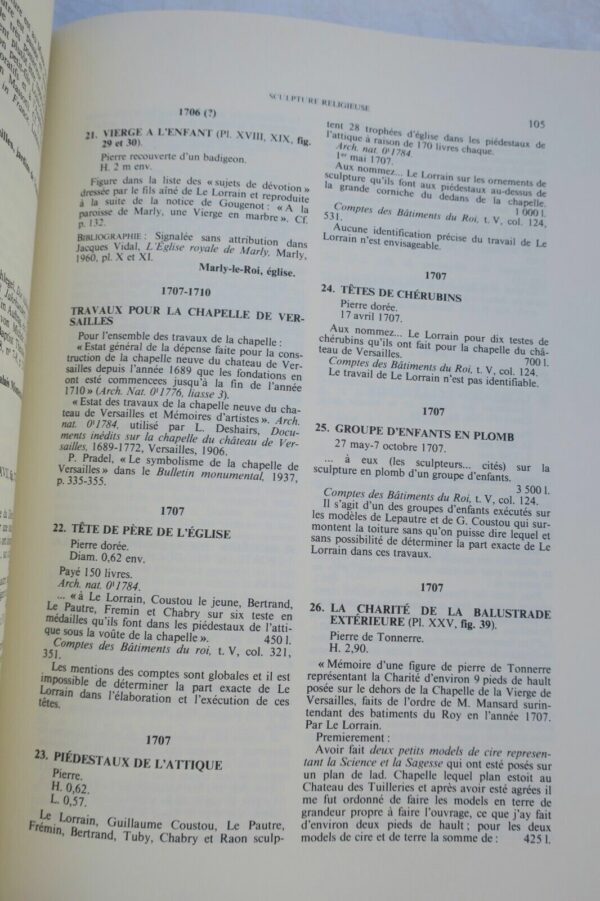 SCULPTURE RELIGIEUSE
105
1706 (?)
21. VIERGE A L'ENFANT (Pl. XVIII, XIX, fig.
29 et 30).
Pierre recouverte d'un badigeon.
H. 2 m env.
Figure dans la liste des « sujets de dévotion »
dressée par le fils aîné de Le Lorrain et reproduite
à la suite de la notice de Gougenot : « A la
paroisse de Marly, une Vierge en marbre ». Cf.
p. 132.
BIBLIOGRAPHIE : Signalée sans attribution dans
Jacques Vidal, L'Église royale de Marly, Marly,
1960, pl. X et XI.
Marly-le-Roi, église.
1707-1710
TRAVAUX POUR LA CHAPELLE DE VER-
SAILLES
Pour l'ensemble des travaux de la chapelle :
« Estat général de la dépense faite pour la cons-
truction de la chapelle neuve du chateau de Ver-
sailles depuis l'année 1689 que les fondations en
ont esté commencees jusqu'à la fin de l'année
1710 » (Arch. Nat. 0¹1776, liasse 3).
« Estat des travaux de la chapelle neuve du cha-
teau de Versailles et Mémoires d'artistes ». Arch.
nat. 0¹1784, utilisé par L. Deshairs, Docu-
ments inédits sur la chapelle du château de Ver-
sailles, 1689-1772, Versailles, 1906.
P. Pradel, « Le symbolisme de la chapelle de
Versailles » dans le Bulletin monumental, 1937,
p. 335-355.
1707
22. TÊTE DE PÈRE DE L'ÉGLISE
Pierre dorée.
Diam. 0,62 env.
Payé 150 livres.
Arch. nat. 0¹1784.
... « à Le Lorrain, Coustou le jeune, Bertrand,
Le Pautre, Fremin et Chabry sur six teste en
médailles qu'ils font dans les piédestaux de l'atti-
que sous la voûte de la chapelle ». 450 l.
Comptes des Bâtiments du roi, t. V, col. 321,
351.
Les mentions des comptes sont globales et il est
impossible de déterminer la part exacte de Le
Lorrain dans l'élaboration et l'exécution de ces
têtes.
1707
23. PIÉDESTAUX DE L'ATTIQUE
Pierre.
H. 0,62.
L. 0,57.
Le Lorrain, Guillaume Coustou, Le Pautre,
Frémin, Bertrand, Tuby, Chabry et Raon sculp-
tent 28 trophées d'église dans les piédestaux de
l'attique à raison de 170 livres chaque.
Arch. nat. 0¹1784.
1er mai 1707.
Aux nommez... Le Lorrain sur les ornements de
sculpture qu'ils font aux piédestaux au-dessus de
la grande corniche du dedans de la chapelle.
1 000 l.
Comptes des Bâtiments du Roi, t. V, col. 124,
531.
Aucune identification précise du travail de Le
Lorrain n'est envisageable.
1707
24. TÊTES DE CHÉRUBINS
Pierre dorée.
17 avril 1707.
Aux nommez... Le Lorrain pour dix testes de
chérubins qu'ils ont fait pour la chapelle du châ-
teau de Versailles. 700 l.
Comptes des Bâtiments du Roi, t. V, col. 124.
Le travail de Le Lorrain n'est pas identifiable.
1707
25. GROUPE D'ENFANTS EN PLOMB
27 may-7 octobre 1707.
... à eux (les sculpteurs... cités) sur la
sculpture en plomb d'un groupe d'enfants.
3 500 l.
Comptes des Bâtiments du Roi, t. V, col. 124.
Il s'agit d'un des groupes d'enfants exécutés sur
les modèles de Lepautre et de G. Coustou qui sur-
montent la toiture sans qu'on puisse dire lequel et
sans possibilité de déterminer la part exacte de Le
Lorrain dans ces travaux.
1707
26. LA CHARITÉ DE LA BALUSTRADE
EXTÉRIEURE (Pl. XXV, fig. 39).
Pierre de Tonnerre.
H. 2,90.
« Mémoire d'une figure de pierre de Tonnerre
représentant la Charité d'environ 9 pieds de hault
posée sur le dehors de la Chapelle de la Vierge de
Versailles, faits de l'ordre de M. Mansard surin-
tendant des batiments du Roy en l'année 1707.
Par Le Lorrain.
Premierement :
Avoir fait deux petits models de cire represen-
tant la Science et la Sagesse qui ont esté posés sur
un plan de lad. Chapelle lequel plan estoit au
Chateau des Tuilleries et après avoir esté agrées il
me fut ordonné de faire les models en terre de
grandeur propre à faire l'ouvrage, ce que j'ay fait
d'environ deux pieds de hault ; pour les deux
models de cire et de terre la somme de : 425 l.